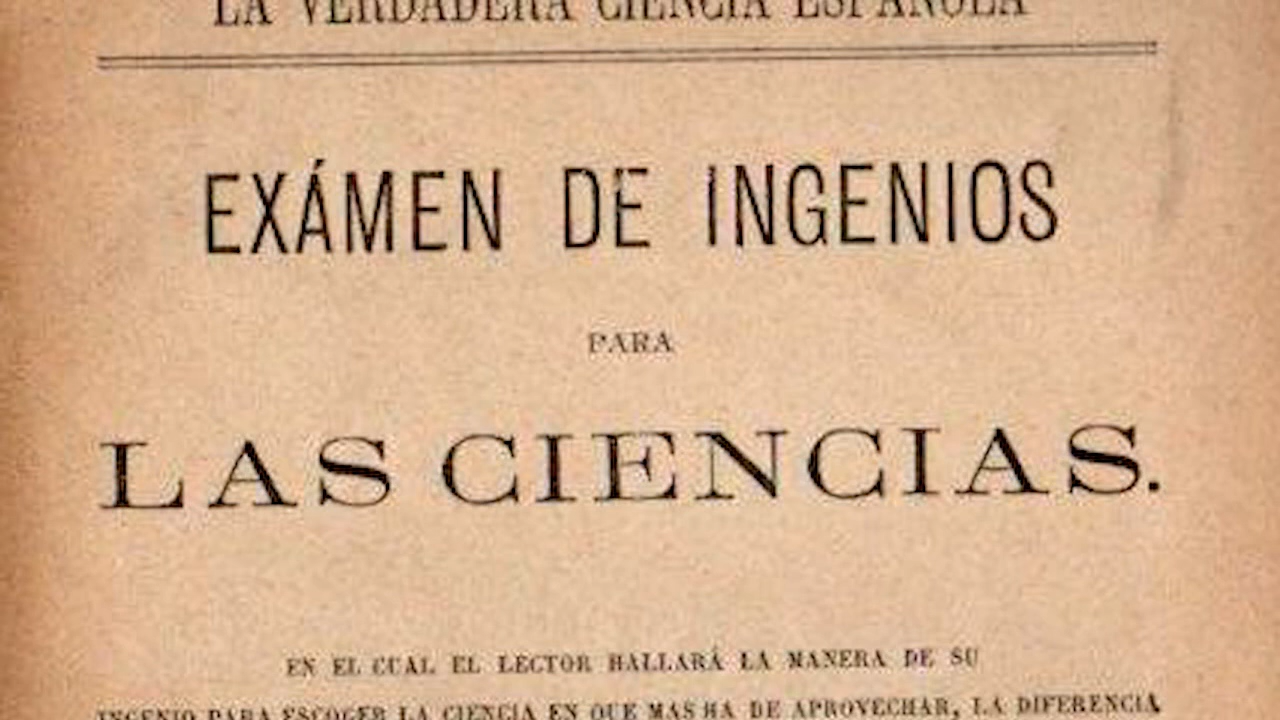 LA VERDADERA CIENCIA ESPAÑOLA
EXÁMEN DE INGENIOS
PARA
LAS CIENCIAS.
EN EL CUAL EL LECTOR HALLARÁ LA MANERA DE SU
INGENIO PARA ESCOGER LA CIENCIA EN QUE MAS HA DE APROVECHAR, LA DIFERENCIA